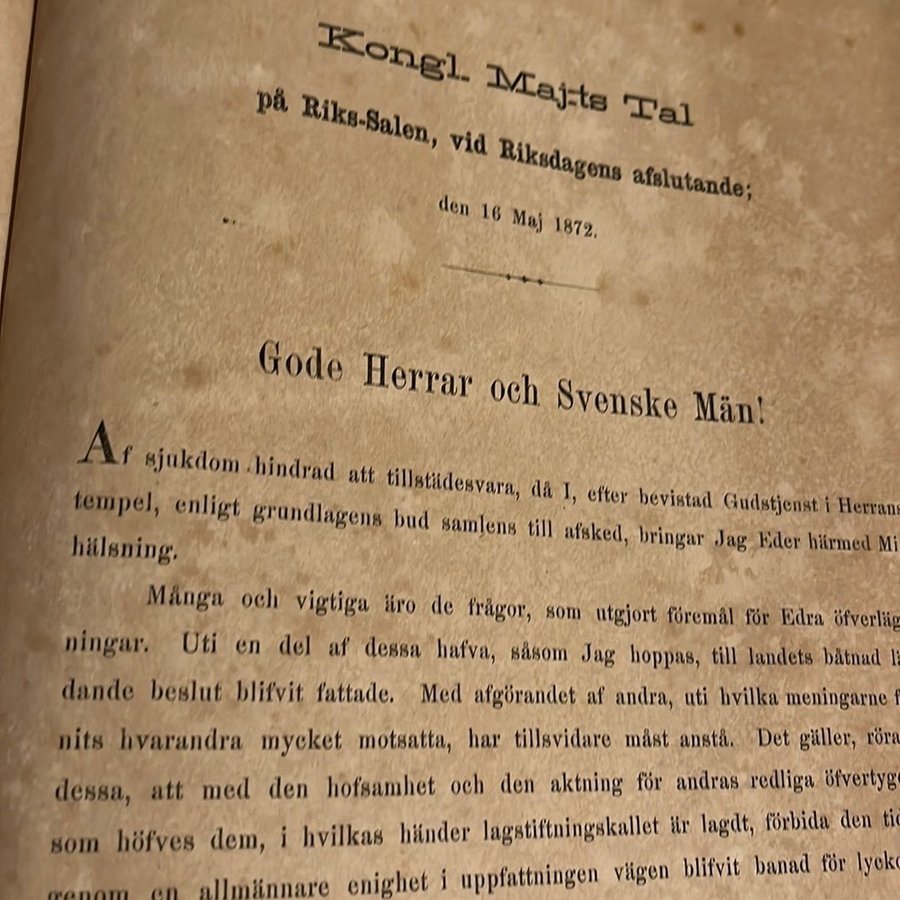 Kongl. Maj:ts Tal
på Riks-Salen, vid Riksdagens afslutande;
den 16 Maj 1872.
Gode Herrar och Svenske Män!
Af sjukdom hindrad att tillstädesvara, då I, efter bevistad Gudstjenst i Herrans
tempel, enligt grundlagens bud samlens till afsked, bringar Jag Eder härmed Mi
hälsning.
Många och vigtiga äro de frågor, som utgjort föremål för Edra öfverläg
ningar. Uti en del af dessa hafva, såsom Jag hoppas, till landets båtnad l
dande beslut blifvit fattade. Med afgörandet af andra, uti hvilka meningarne f
nits hvarandra mycket motsatta, har tillsvidare måst anstå. Det gäller, röra
dessa, att med den hofsamhet och den aktning för andras redliga öfvertyg
som höfves dem, i hvilkas händer lagstiftningskallet är lagdt, förbida den ti
genom en allmännare enighet i uppfattningen vägen blifvit banad för lyck